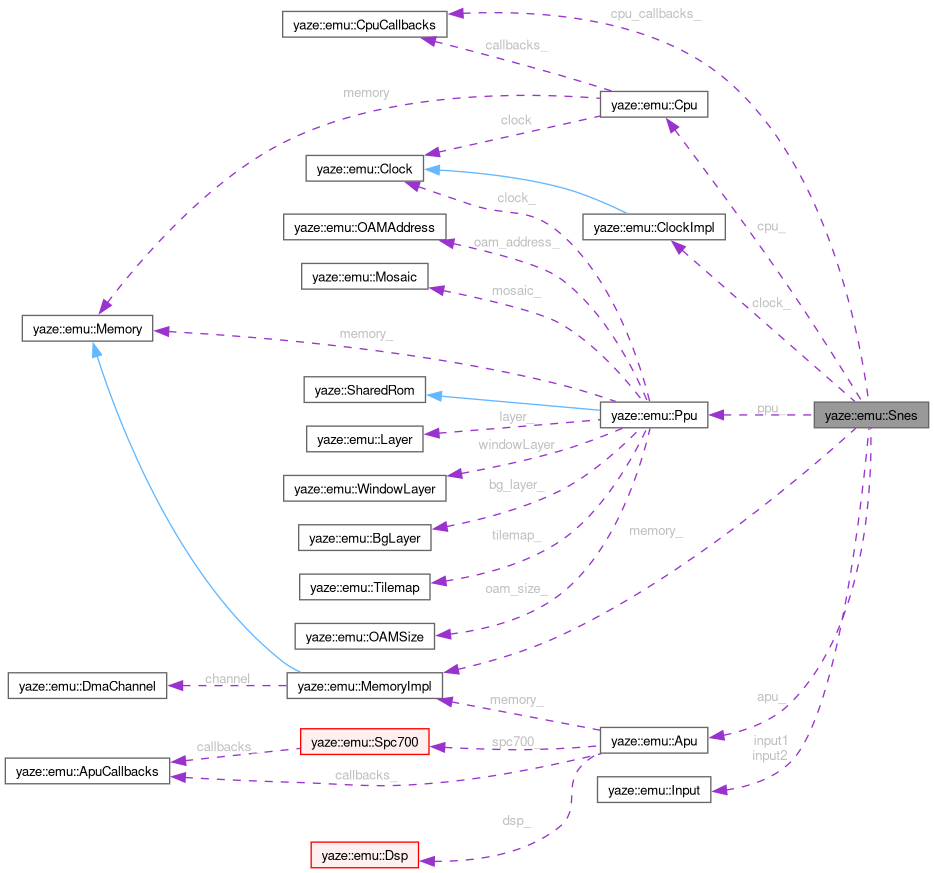 cpu_callbacks_
yaze::emu::CpuCallbacks
callbacks_
memory
yaze::emu::Cpu
clock
yaze::emu::Clock
clock_
yaze::emu::OAMAddress
yaze::emu::ClockImpl
cpu_
oam_address_
yaze::emu::Mosaic
mosaic_
clock_
yaze::emu::Memory
memory_
yaze::SharedRom
yaze::emu::Ppu
ppu_
yaze::emu::Snes
layer_
yaze::emu::Layer
windowLayer_
yaze::emu::WindowLayer
bg_layer_
yaze::emu::BgLayer
tilemap_
memory_
yaze::emu::Tilemap
oam_size_
yaze::emu::OAMSize
channel
yaze::emu::DmaChannel
yaze::emu::MemoryImpl
memory_
apu_
callbacks_
yaze::emu::Spc700
spc700_
yaze::emu::Apu
input1
input2
yaze::emu::ApuCallbacks
callbacks_
yaze::emu::Input
dsp_
yaze::emu::Dsp